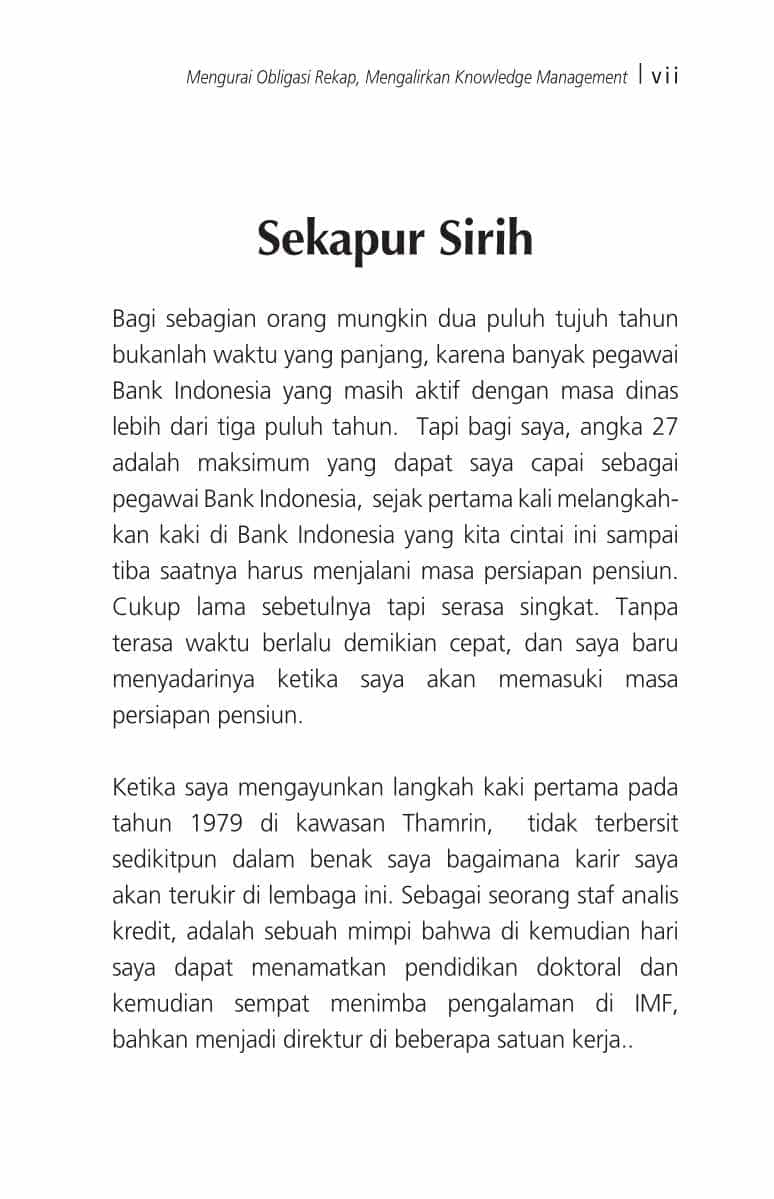 Mengurai Obligasi Rekap, Mengalirkan Knowledge Management | vii
Sekapur Sirih
Bagi sebagian orang mungkin dua puluh tujuh tahun
bukanlah waktu yang panjang, karena banyak pegawai
Bank Indonesia yang masih aktif dengan masa dinas
lebih dari tiga puluh tahun.  Tapi bagi saya, angka 27
adalah maksimum yang dapat saya capai sebagai
pegawai Bank Indonesia,  sejak pertama kali melangkah-
kan kaki di Bank Indonesia yang kita cintai ini sampai
tiba saatnya harus menjalani masa persiapan pensiun.
Cukup lama sebetulnya tapi serasa singkat. Tanpa
terasa waktu berlalu demikian cepat, dan saya baru
menyadarinya ketika saya akan memasuki masa
persiapan pensiun.
Ketika saya mengayunkan langkah kaki pertama pada
tahun 1979 di kawasan Thamrin,  tidak terbersit
sedikitpun dalam benak saya bagaimana karir saya
akan terukir di lembaga ini. Sebagai seorang staf analis
kredit, adalah sebuah mimpi bahwa di kemudian hari
saya dapat menamatkan pendidikan doktoral dan
kemudian sempat menimba pengalaman di IMF,
bahkan menjadi direktur di beberapa satuan kerja..